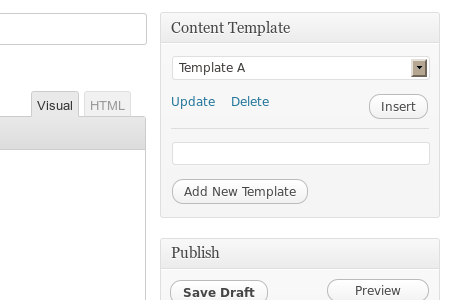 Content Template
Template A
Update Delete
Insert
Visual HTML
Add New Template
Publish
Save Draft
Preview